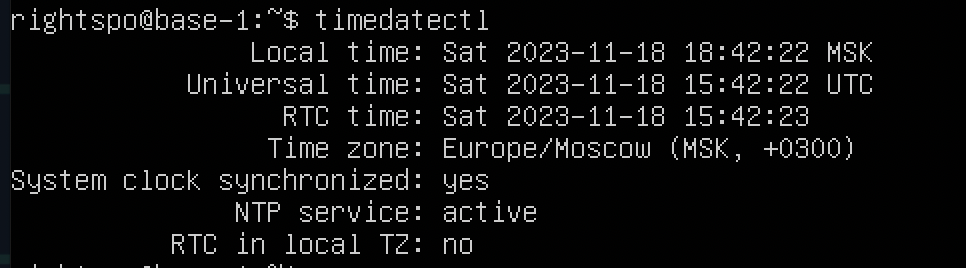 rightspo@base-1:~$ timedatectl
Local time: Sat 2023-11-18 18:42:22 MSK
Universal time: Sat 2023-11-18 15:42:22 UTC
RTC time: Sat 2023-11-18 15:42:23
Time zone: Europe/Moscow (MSK, +0300)
System clock synchronized: yes
NTP service: active
RTC in local TZ: no